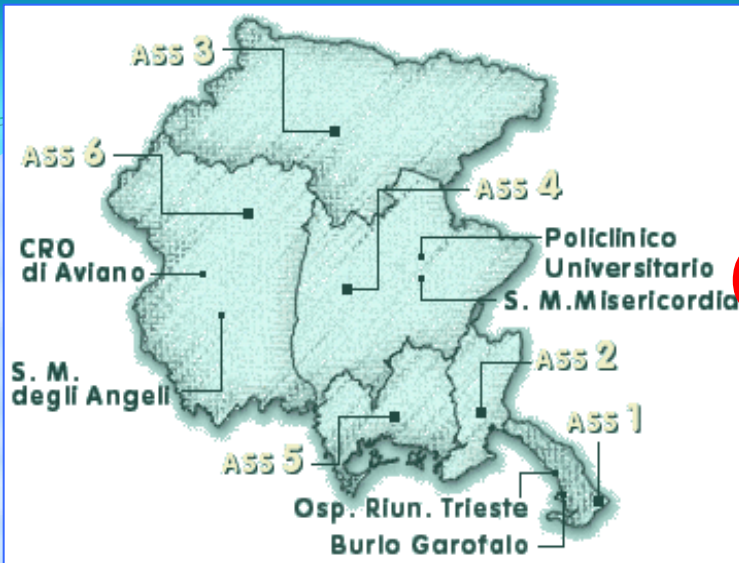 ASS 3
ASS 6
ASS 4
CRO
di Aviano
Policlinico
Universitario
S. M.Misericordia
S. M.
degli Angeli
ASS 2
ASS 1
ASS 5
Osp. Riun. Trieste
Burlo Garofalo